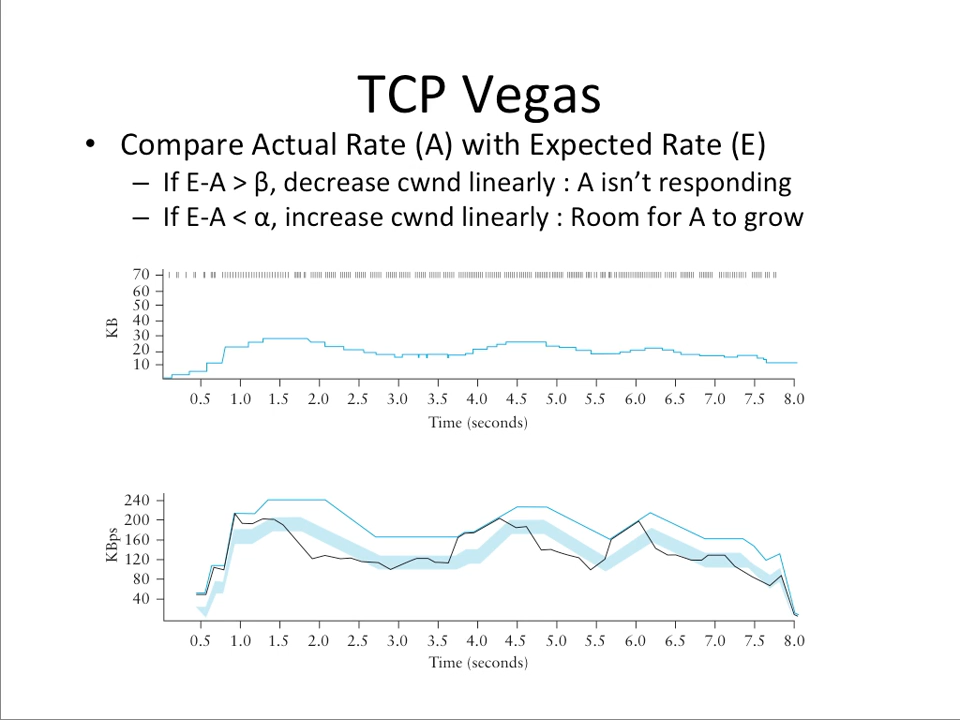 TCP Vegas
• Compare Actual Rate (A) with Expected Rate (E)
– If E-A > β, decrease cwnd linearly : A isn’t responding
– If E-A < α, increase cwnd linearly : Room for A to grow
70
60
50
40
30
20
10
KB
0.5 1.0 1.5 2.0 2.5 3.0 3.5 4.0 4.5 5.0 5.5 6.0 6.5 7.0 7.5 8.0
Time (seconds)
240
200
160
120
80
40
KBps
0.5 1.0 1.5 2.0 2.5 3.0 3.5 4.0 4.5 5.0 5.5 6.0 6.5 7.0 7.5 8.0
Time (seconds)